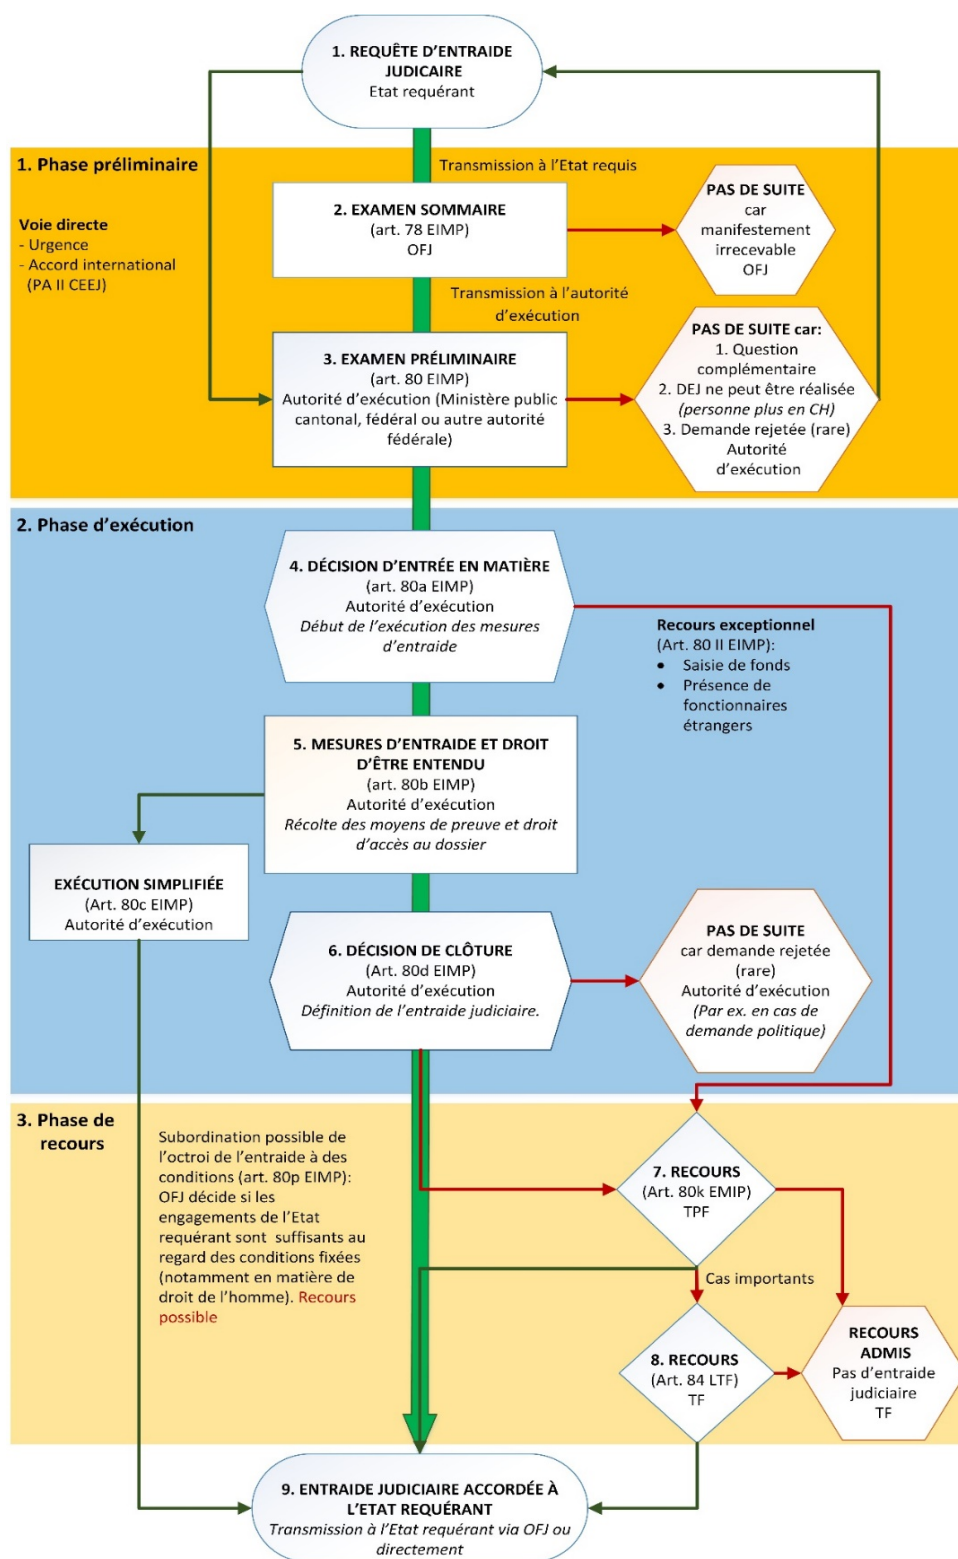 1. REQUÊTE D'ENTRAIDE
JUDICAIRE
Etat requérant
1. Phase préliminaire
Transmission à l'Etat requis
Voie directe
- Urgence
- Accord international
(PA II CEEJ)
2. EXAMEN SOMMAIRE
(art. 78 EIMP)
OFJ
PAS DE SUITE
car
manifestement
irrecevable
OFJ
Transmission à l'autorité
d'exécution
3. EXAMEN PRÉLIMINAIRE
(art. 80 EIMP)
Autorité d'exécution (Ministère public
cantonal, fédéral ou autre autorité
fédérale)
PAS DE SUITE car:
1. Question
complémentaire
2. DEJ ne peut être réalisée
(personne plus en CH)
3. Demande rejetée (rare)
Autorité
d'exécution
2. Phase d'exécution
4. DÉCISION D'ENTRÉE EN MATIÈRE
(art. 80a EIMP)
Autorité d'exécution
Début de l'exécution des mesures
d'entraide
Recours exceptionnel
(Art. 80 II EIMP):
• Saisie de fonds
• Présence de
fonctionnaires
étrangers
5. MESURES D'ENTRAIDE ET DROIT
D'ÊTRE ENTENDU
(art. 80b EIMP)
Autorité d'exécution
Récolte des moyens de preuve et droit
d'accès au dossier
EXÉCUTION SIMPLIFIÉE
(Art. 80c EIMP)
Autorité d'exécution
6. DÉCISION DE CLÔTURE
(Art. 80d EIMP)
Autorité d'exécution
Définition de l'entraide judiciaire.
PAS DE SUITE
car demande rejetée
(rare)
Autorité d'exécution
(Par ex. en cas de
demande politique)
3. Phase de
recours
Subordination possible de
l'octroi de l'entraide à des
conditions (art. 80p EIMP):
OFJ décide si les
engagements de l'Etat
requérant sont suffisants au
regard des conditions fixées
(notamment en matière de
droit de l'homme). Recours
possible
7. RECOURS
(Art. 80k EMIP)
TPF
Cas importants
8. RECOURS
(Art. 84 LTF)
TF
RECOURS
ADMIS
Pas d'entraide
judiciaire
TF
9. ENTRAIDE JUDICIAIRE ACCORDÉE À
L'ETAT REQUÉRANT
Transmission à l'Etat requérant via OFJ ou
directement